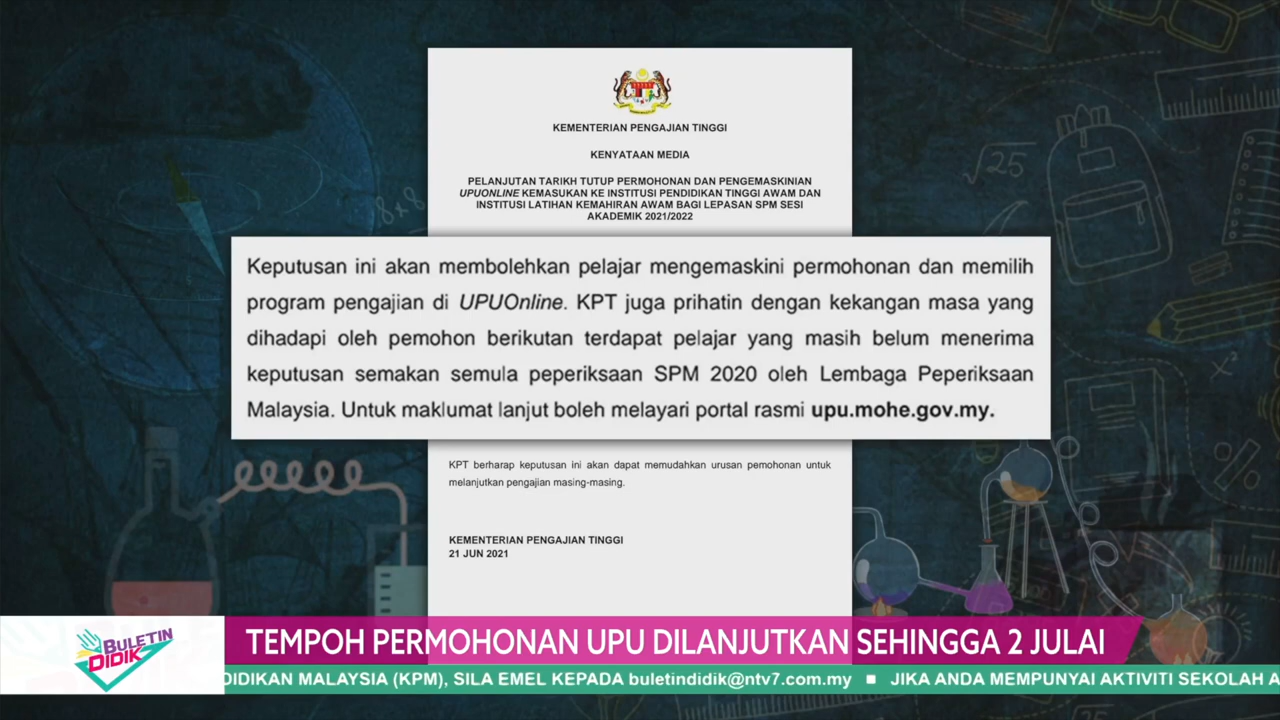 KEMENTERIAN PENGAJIAN TINGGI
KENYATAAN MEDIA
PELANJUTAN TARIKH TUTUP PERMOHONAN DAN PENGEMASKINIAN
UPUONLINE KEMASUKAN KE INSTITUSI PENDIDIKAN TINGGI AWAM DAN
INSTITUSI LATIHAN KEMAHIRAN AWAM BAGI LEPASAN SPM SESI
AKADEMIK 2021/2022
Keputusan ini akan membolehkan pelajar mengemaskini permohonan dan memilih
program pengajian di UPUOnline. KPT juga prihatin dengan kekangan masa yang
dihadapi oleh pemohon berikutan terdapat pelajar yang masih belum menerima
keputusan semakan semula peperiksaan SPM 2020 oleh Lembaga Peperiksaan
Malaysia. Untuk maklumat lanjut boleh melayari portal rasmi upu.mohe.gov.my.
KPT berharap keputusan ini akan dapat memudahkan urusan pemohonan untuk
melanjutkan pengajian masing-masing.
KEMENTERIAN PENGAJIAN TINGGI
21 JUN 2021
√25
8x8
x²
BULETIN
DIDIK
TEMPOH PERMOHONAN UPU DILANJUTKAN SEHINGGA 2 JULAI
DIDIKAN MALAYSIA (KPM), SILA EMEL KEPADA buletindidik@ntv7.com.my ■ JIKA ANDA MEMPUNYAI AKTIVITI SEKOLAH A